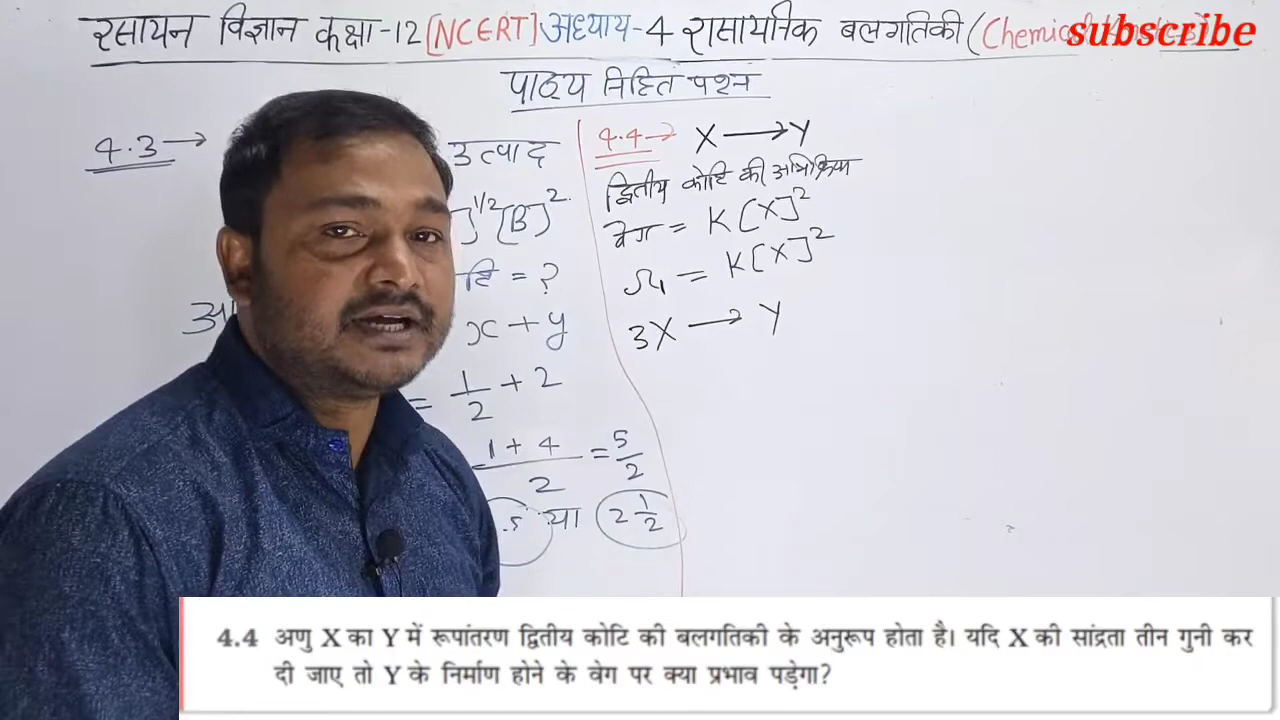 रसायन विज्ञान कक्षा-12 [NCERT] अध्याय-4 रासायनिक बलगतिकी (Chemical
subscribe
पाठ्य निहित प्रश्न
4.3 →
उत्पाद
]^1/2 [B]^2
= ?
x + y
= 1/2 + 2
1 + 4 / 2 = 5/2
.5 या 2 1/2
4.4 → X → Y
द्वितीय कोटि की अभिक्रिया
वेग = K[X]^2
= K[X]^2
3X → Y
4.4 अणु X का Y में रूपांतरण द्वितीय कोटि की बलगतिकी के अनुरूप होता है। यदि X की सांद्रता तीन गुनी कर
दी जाए तो Y के निर्माण होने के वेग पर क्या प्रभाव पड़ेगा?